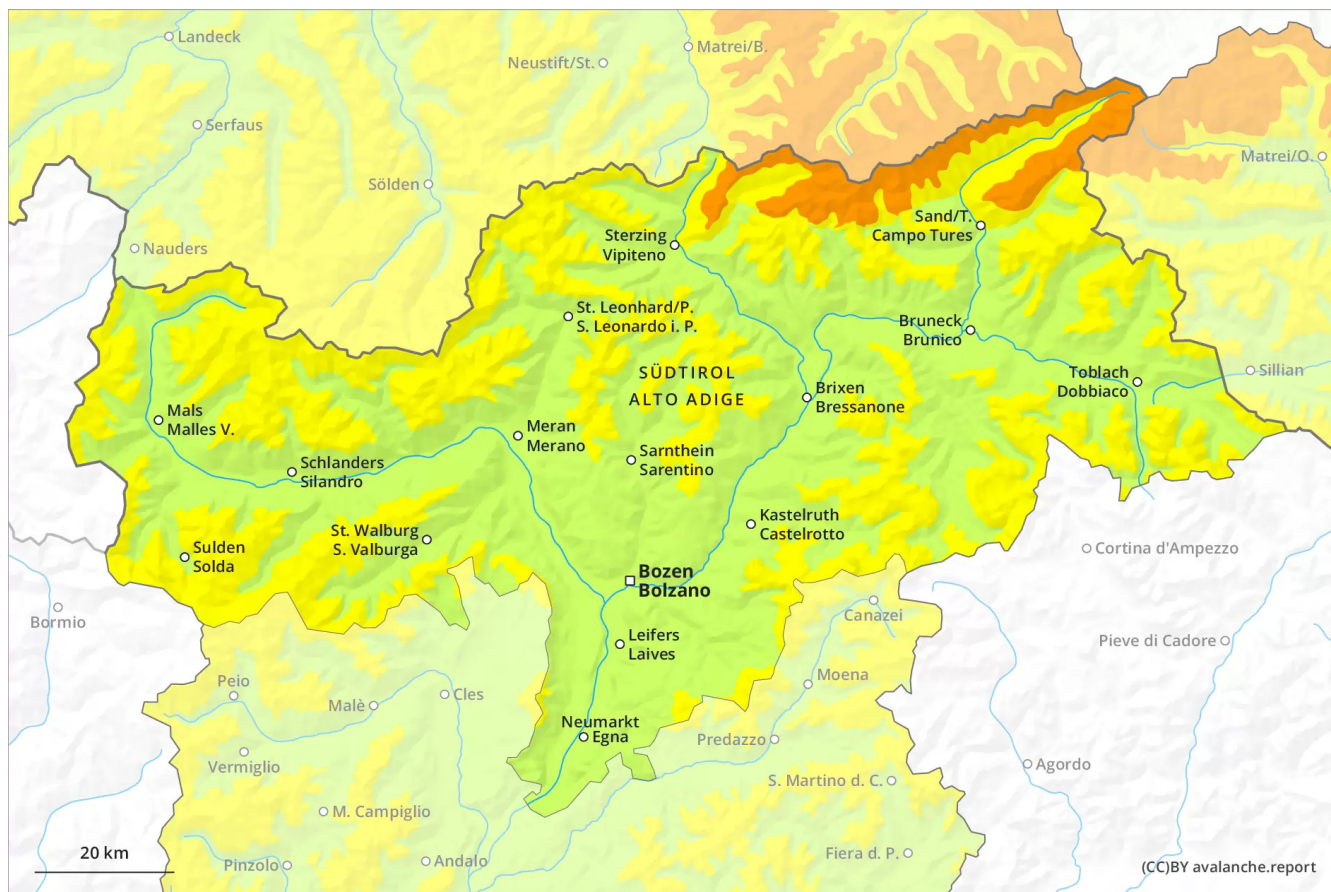 Landeck
Matrei/B.
Neustift/St.
Serfaus
Matrei/O.
Sölden
Nauders
Sand/T.
Campo Tures
Sterzing
Vipiteno
St. Leonhard/P.
S. Leonardo i. P.
Bruneck
Brunico
SÜDTIROL
ALTO ADIGE
Toblach
Dobbiaco
Sillian
Brixen
Bressanone
Mals
Malles V.
Meran
Merano
Sarnthein
Sarentino
Schlanders
Silandro
Kastelruth
Castelrotto
St. Walburg
S. Valburga
Sulden
Solda
Cortina d'Ampezzo
Bozen
Bolzano
Bormio
Canazei
Leifers
Laives
Pieve di Cadore
Peio
Moena
Malè
Cles
Neumarkt
Egna
Predazzo
Vermiglio
Agordo
S. Martino d. C.
M. Campiglio
20 km
Pinzolo
Andalo
Fiera d. P.
(CC)BY avalanche.report